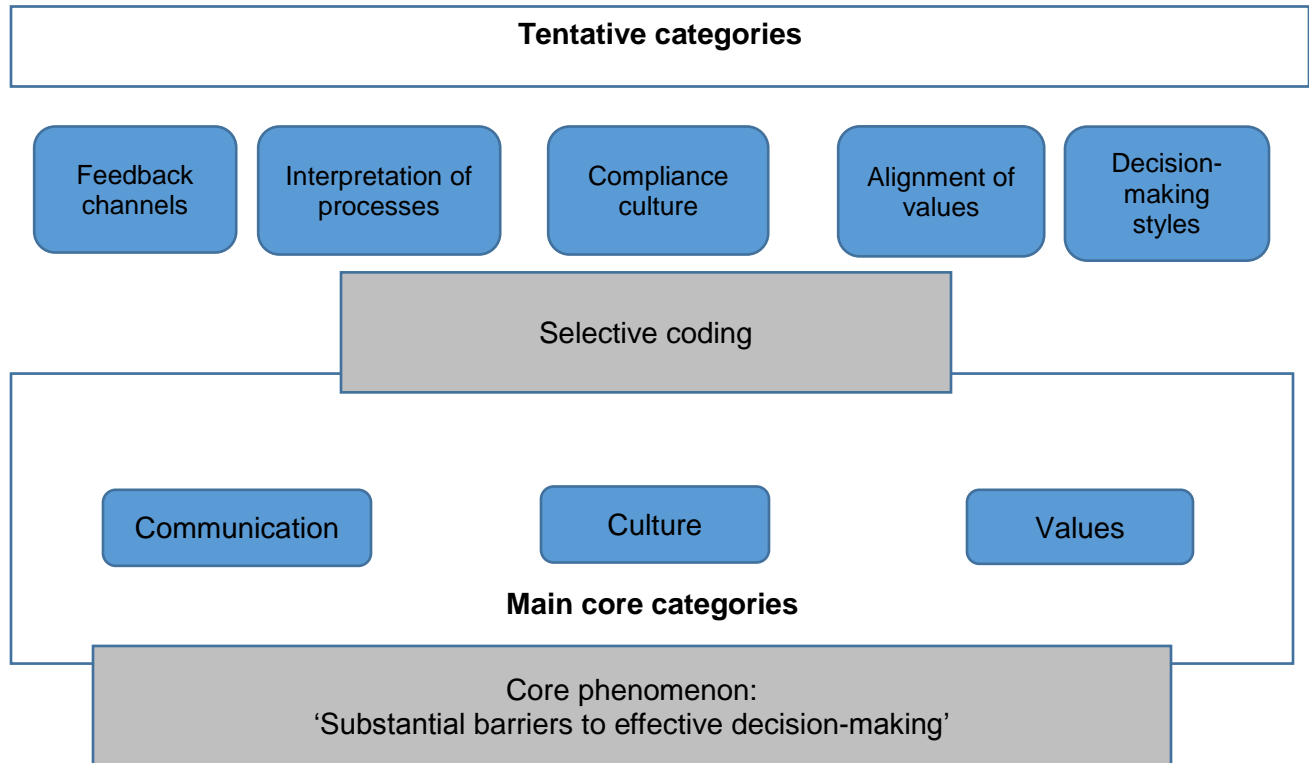 Tentative categories
Feedback
channels
Interpretation of
processes
Compliance
culture
Alignment of
values
Decision-
making
styles
Selective coding
Communication
Culture
Values
Main core categories
Core phenomenon:
‘Substantial barriers to effective decision-making’